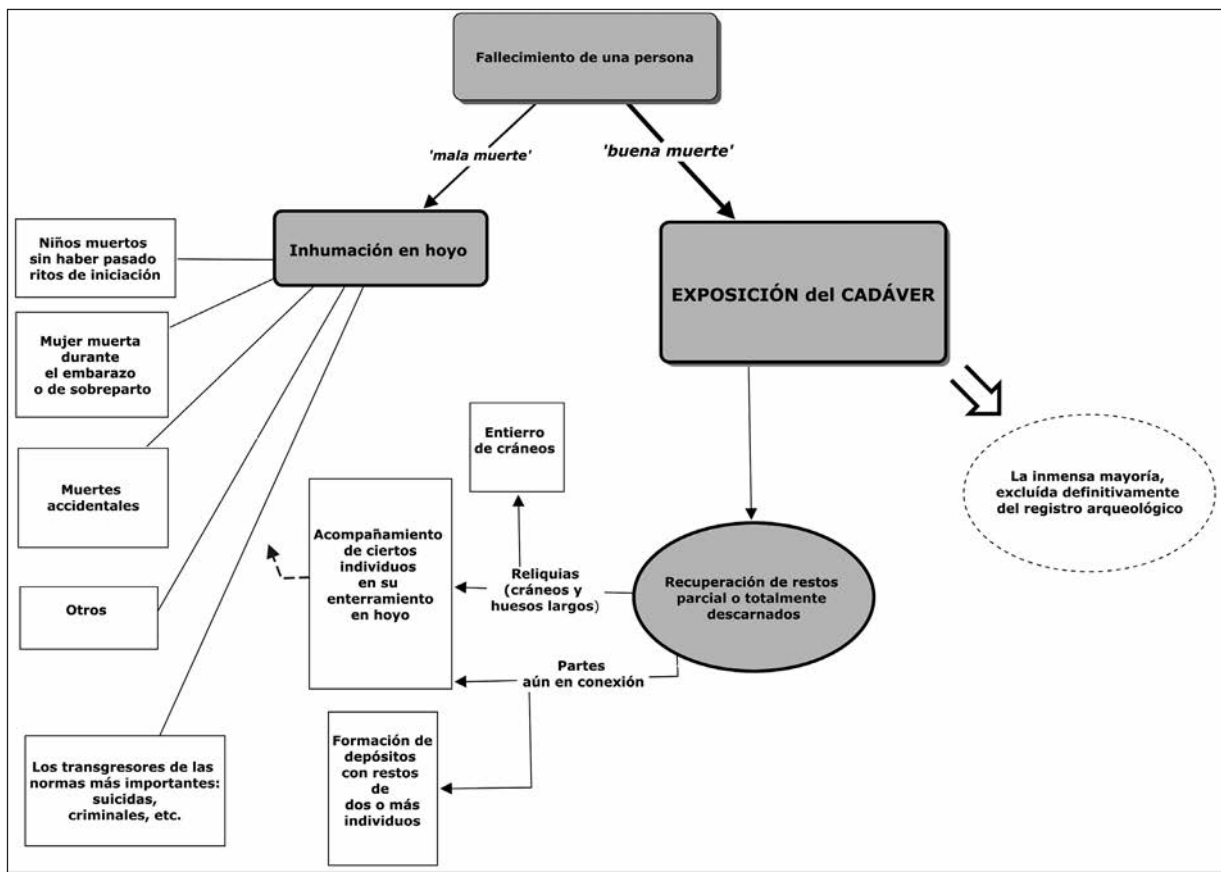 Fallecimiento de una persona
'mala muerte'
'buena muerte'
Inhumación en hoyo
EXPOSICIÓN del CADÁVER
Niños muertos
sin haber pasado
ritos de iniciación
Mujer muerta
durante
el embarazo
o de sobreparto
Muertes
accidentales
Otros
Los transgresores de las
normas más importantes:
suicidas,
criminales, etc.
Entierro
de cráneos
Acompañamiento
de ciertos
individuos
en su
enterramiento
en hoyo
Reliquias
(cráneos y
huesos largos)
Partes
aún en conexión
Formación de
depósitos
con restos
de
dos o más
individuos
Recuperación de restos
parcial o totalmente
descarnados
La inmensa mayoría,
excluída definitivamente
del registro arqueológico